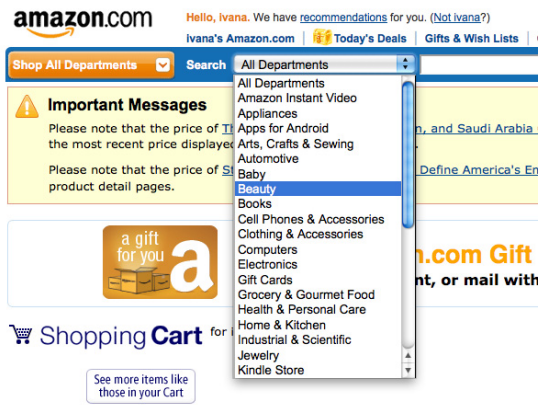 amazon.com
Hello, ivana. We have recommendations for you. (Not ivana?)
ivana's Amazon.com
Today's Deals
Gifts & Wish Lists
Shop All Departments
Search
All Departments
All Departments
Amazon Instant Video
Appliances
Apps for Android
Arts, Crafts & Sewing
Automotive
Baby
Beauty
Books
Cell Phones & Accessories
Clothing & Accessories
Computers
Electronics
Gift Cards
Grocery & Gourmet Food
Health & Personal Care
Home & Kitchen
Industrial & Scientific
Jewelry
Kindle Store
Important Messages
Please note that the price of , and Saudi Arabia
the most recent price
Please note that the price of Define America's
product detail pages.
a gift
for you
a
.com Gift
, or mail with
Shopping Cart for
See more items like
those in your Cart